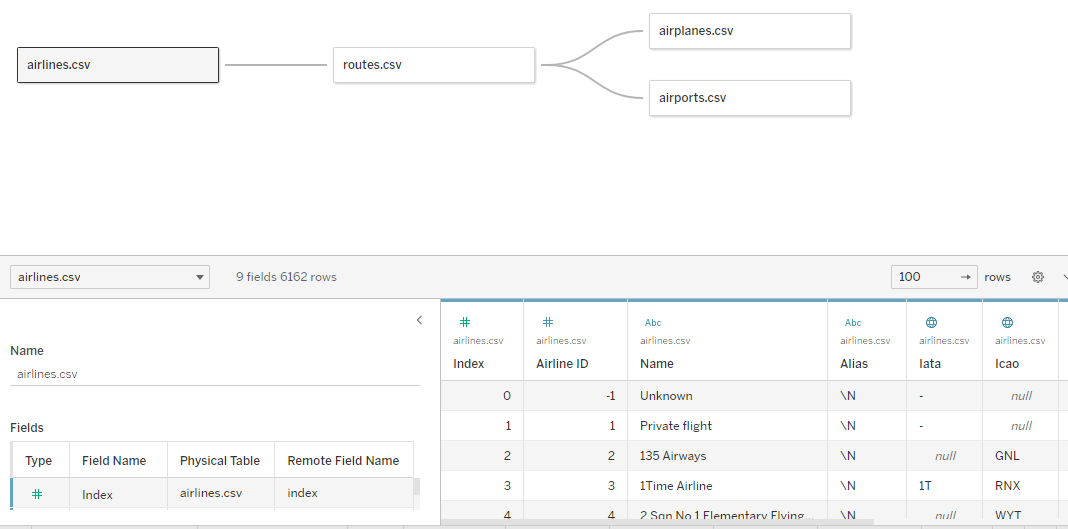 airplanes.csv
airlines.csv
routes.csv
airports.csv
airlines.csv 9 fields 6162 rows 100 → rows
Name
airlines.csv
Fields
Type Field Name Physical Table Remote Field Name
# Index airlines.csv index
# # Abc Abc
airlines.csv airlines.csv airlines.csv airlines.csv airlines.csv airlines.csv
Index Airline ID Name Alias Iata Icao
0 -1 Unknown \N - null
1 1 Private flight \N - null
2 2 135 Airways \N null GNL
3 3 1Time Airline \N 1T RNX
4 4 2 Sqn No 1 Elementary Flying... \N null WYT